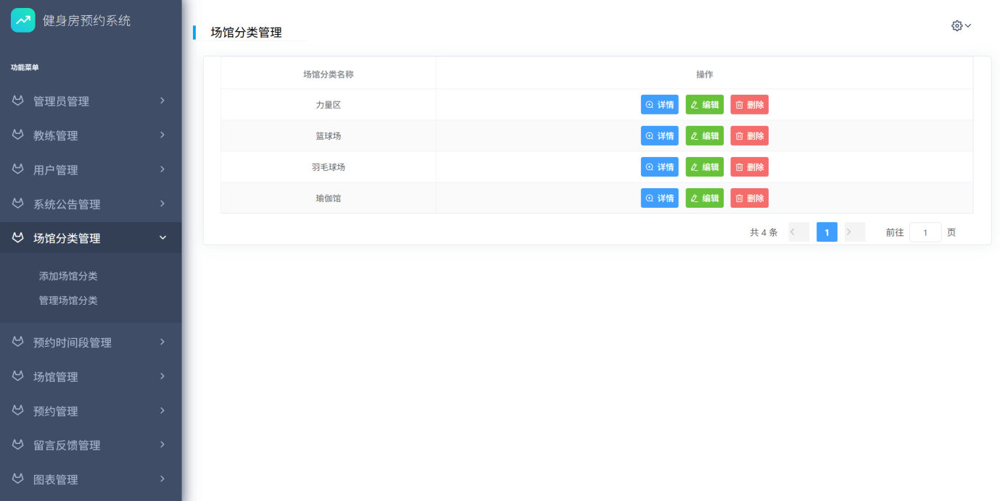 健身房预约系统
功能菜单
管理员管理
教练管理
用户管理
系统公告管理
场馆分类管理
添加场馆分类
管理场馆分类
预约时间段管理
场馆管理
预约管理
留言反馈管理
图表管理
场馆分类管理
场馆分类名称 操作
力量区 详情 编辑 删除
篮球场 详情 编辑 删除
羽毛球场 详情 编辑 删除
瑜伽馆 详情 编辑 删除
共 4 条 1 前往 1 页